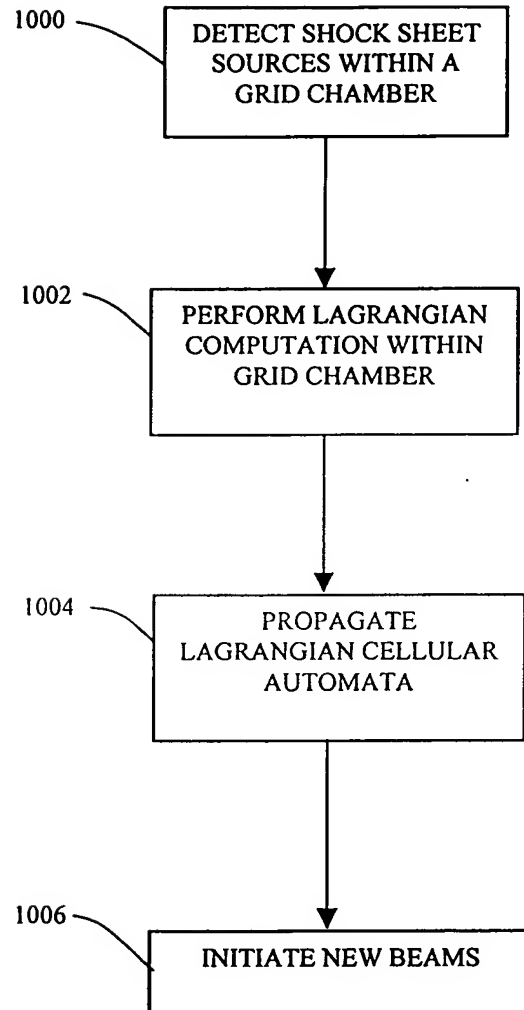 1000
DETECT SHOCK SHEET
SOURCES WITHIN A
GRID CHAMBER
1002
PERFORM LAGRANGIAN
COMPUTATION WITHIN
GRID CHAMBER
1004
PROPAGATE
LAGRANGIAN CELLULAR
AUTOMATA
1006
INITIATE NEW BEAMS